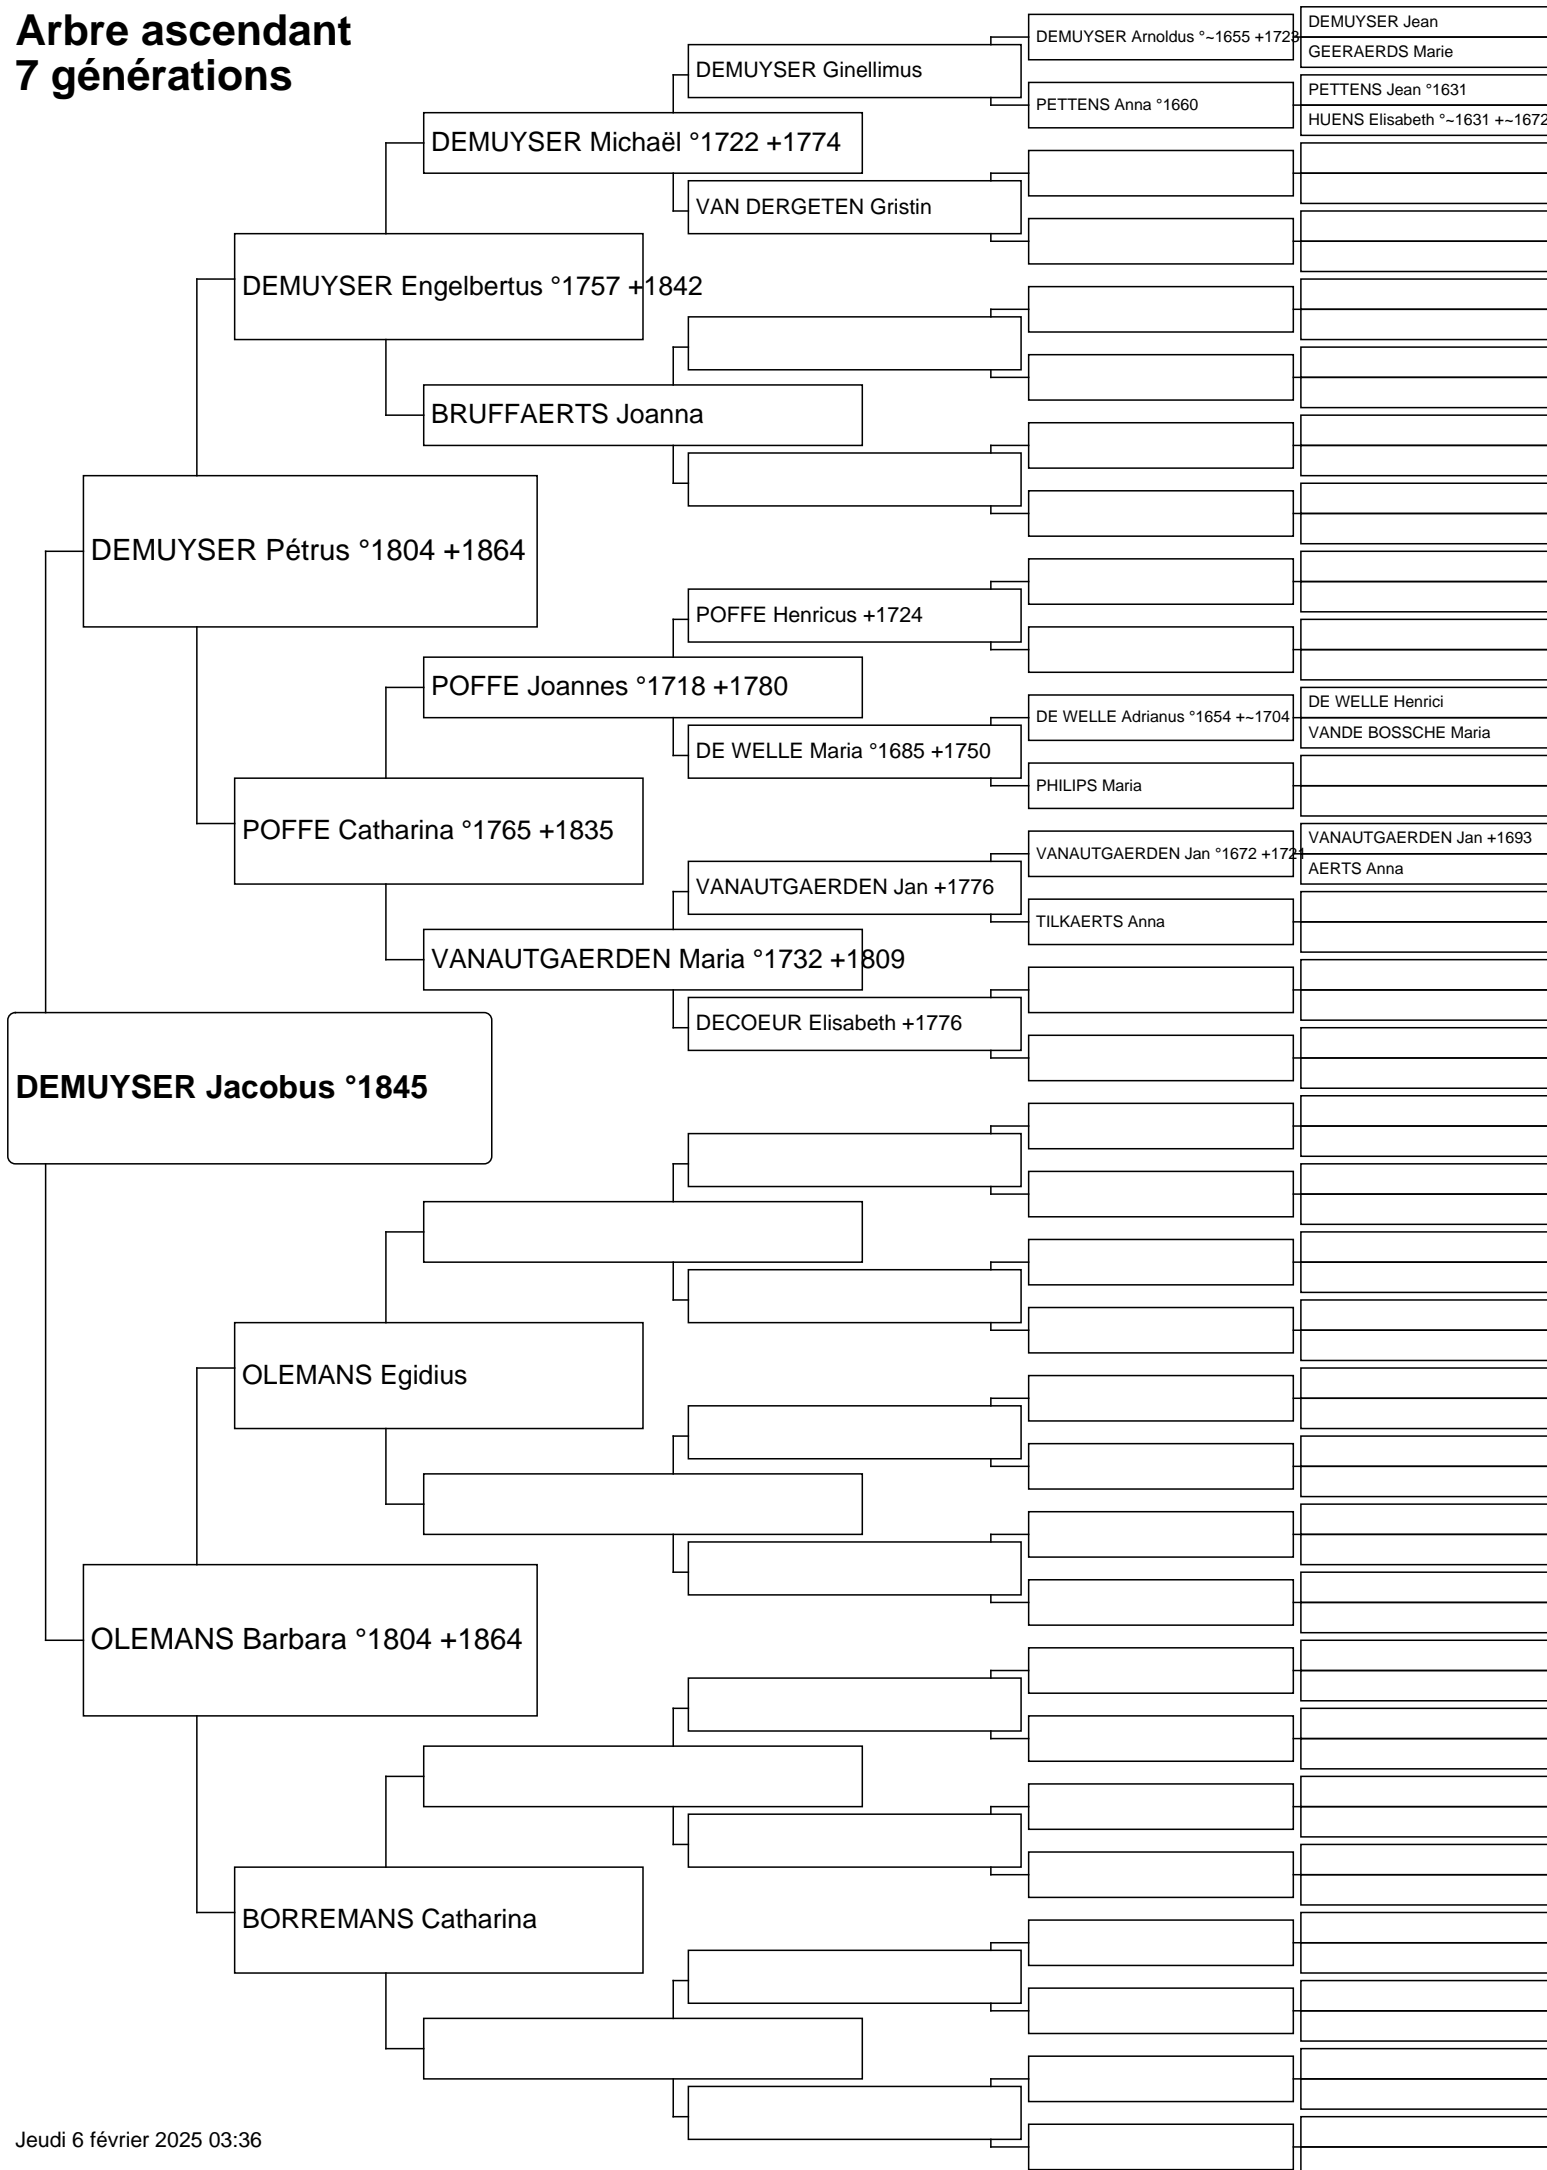 Arbre ascendant
7 générations
DEMUYSER Jean
DEMUYSER Arnoldus °~1655 +1723
GEERAERDS Marie
DEMUYSER Ginellimus
PETTENS Jean °1631
PETTENS Anna °1660
HUENS Elisabeth °~1631 +~1672
DEMUYSER Michaël °1722 +1774
VAN DERGETEN Gristin
DEMUYSER Engelbertus °1757 +1842
BRUFFAERTS Joanna
DEMUYSER Pétrus °1804 +1864
POFFE Henricus +1724
POFFE Joannes °1718 +1780
DE WELLE Henrici
DE WELLE Adrianus °1654 +~1704
VANDE BOSSCHE Maria
DE WELLE Maria °1685 +1750
PHILIPS Maria
POFFE Catharina °1765 +1835
VANAUTGAERDEN Jan +1693
VANAUTGAERDEN Jan °1672 +1721
AERTS Anna
VANAUTGAERDEN Jan +1776
TILKAERTS Anna
VANAUTGAERDEN Maria °1732 +1809
DECOEUR Elisabeth +1776
DEMUYSER Jacobus °1845
OLEMANS Egidius
OLEMANS Barbara °1804 +1864
BORREMANS Catharina
Jeudi 6 février 2025 03:36